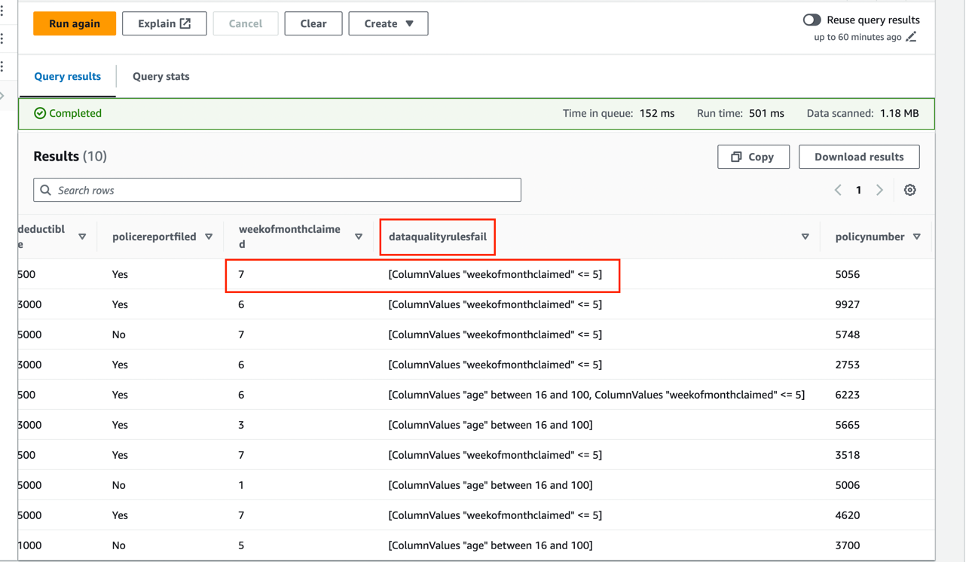 Run again Explain Cancel Clear Create Reuse query results
up to 60 minutes ago
Query results Query stats
Completed Time in queue: 152 ms Run time: 501 ms Data scanned: 1.18 MB
Results (10) Copy Download results
Search rows 1
deductibl
e policereportfiled weekofmonthclaime
d dataqualityrulesfail policynumber
500 Yes 7 [ColumnValues "weekofmonthclaimed" <= 5] 5056
3000 Yes 6 [ColumnValues "weekofmonthclaimed" <= 5] 9927
5000 No 7 [ColumnValues "weekofmonthclaimed" <= 5] 5748
3000 Yes 6 [ColumnValues "weekofmonthclaimed" <= 5] 2753
500 Yes 6 [ColumnValues "age" between 16 and 100, ColumnValues "weekofmonthclaimed" <= 5] 6223
3000 Yes 3 [ColumnValues "age" between 16 and 100] 5665
500 Yes 7 [ColumnValues "weekofmonthclaimed" <= 5] 3518
5000 No 1 [ColumnValues "age" between 16 and 100] 5006
5000 Yes 7 [ColumnValues "weekofmonthclaimed" <= 5] 4620
1000 No 5 [ColumnValues "age" between 16 and 100] 3700